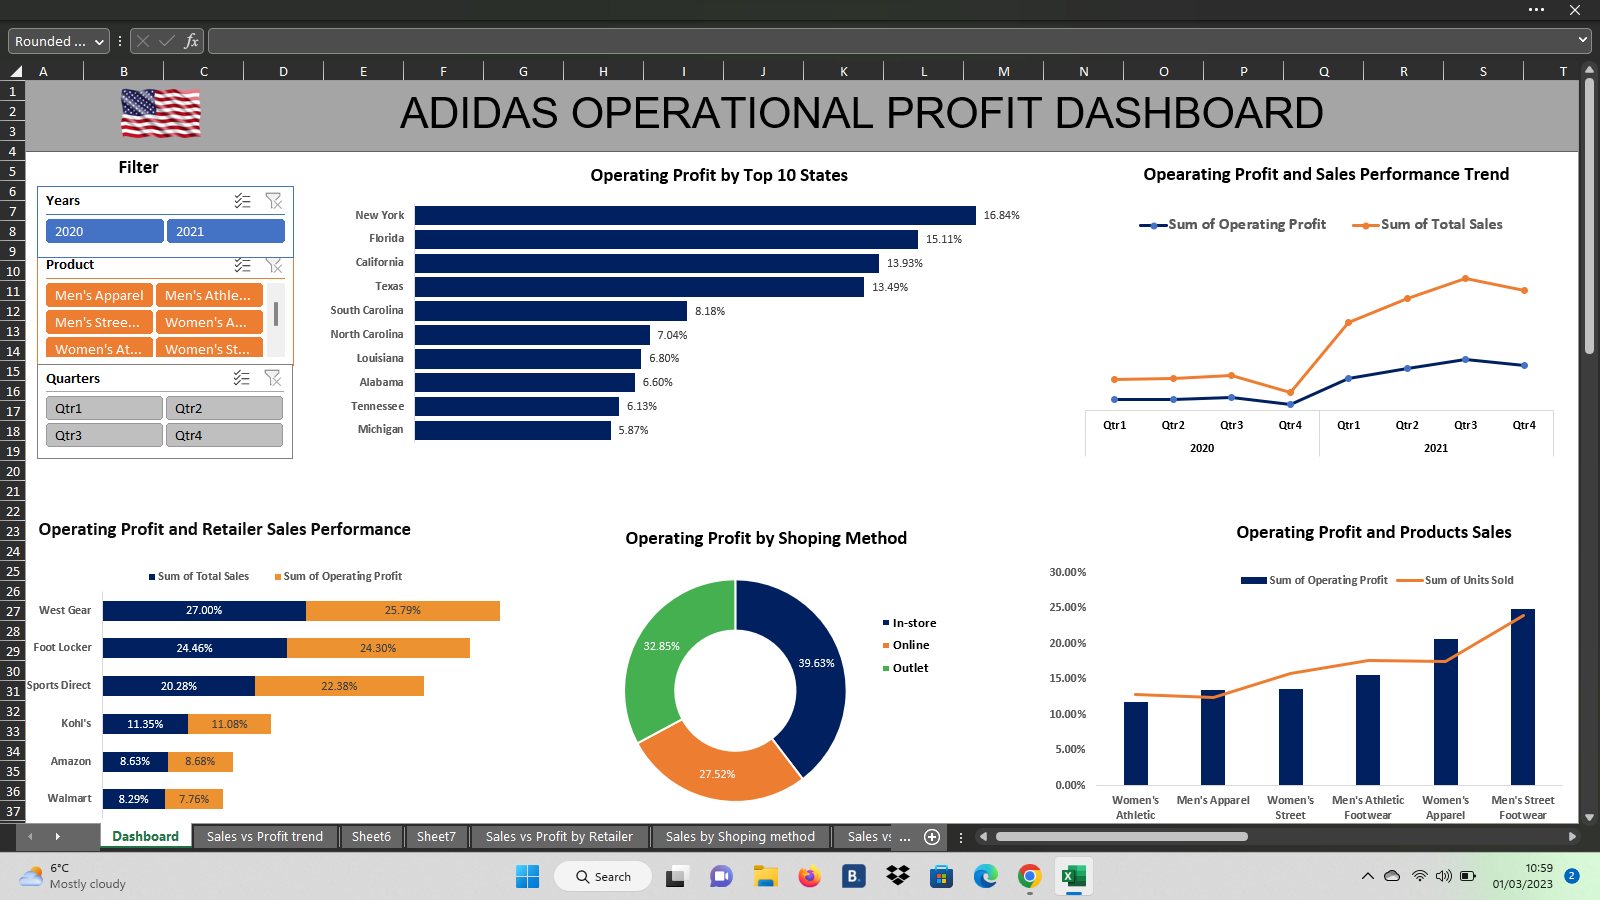 Rounded ...
fx
A B C D E F G H I J K L M N O P Q R S T
1
2
3
4
5
6
7
8
9
10
11
12
13
14
15
16
17
18
19
20
21
22
23
24
25
26
27
28
29
30
31
32
33
34
35
36
37
ADIDAS OPERATIONAL PROFIT DASHBOARD
Filter
Years
2020 2021
Product
Men's Apparel Men's Athle...
Men's Stree... Women's A...
Women's At... Women's St...
Quarters
Qtr1 Qtr2
Qtr3 Qtr4
Operating Profit by Top 10 States
New York 16.84%
Florida 15.11%
California 13.93%
Texas 13.49%
South Carolina 8.18%
North Carolina 7.04%
Louisiana 6.80%
Alabama 6.60%
Tennessee 6.13%
Michigan 5.87%
Opearating Profit and Sales Performance Trend
Sum of Operating Profit Sum of Total Sales
Qtr1 Qtr2 Qtr3 Qtr4 Qtr1 Qtr2 Qtr3 Qtr4
2020 2021
Operating Profit and Retailer Sales Performance
Sum of Total Sales Sum of Operating Profit
West Gear 27.00% 25.79%
Foot Locker 24.46% 24.30%
Sports Direct 20.28% 22.38%
Kohl's 11.35% 11.08%
Amazon 8.63% 8.68%
Walmart 8.29% 7.76%
Operating Profit by Shoping Method
32.85%
39.63%
27.52%
In-store
Online
Outlet
Operating Profit and Products Sales
Sum of Operating Profit Sum of Units Sold
30.00%
25.00%
20.00%
15.00%
10.00%
5.00%
0.00%
Women's Athletic
Men's Apparel
Women's Street
Men's Athletic Footwear
Women's Apparel
Men's Street Footwear
Dashboard Sales vs Profit trend Sheet6 Sheet7 Sales vs Profit by Retailer Sales by Shoping method Sales vs ...
6°C
Mostly cloudy
Search
B.
10:59
01/03/2023
2